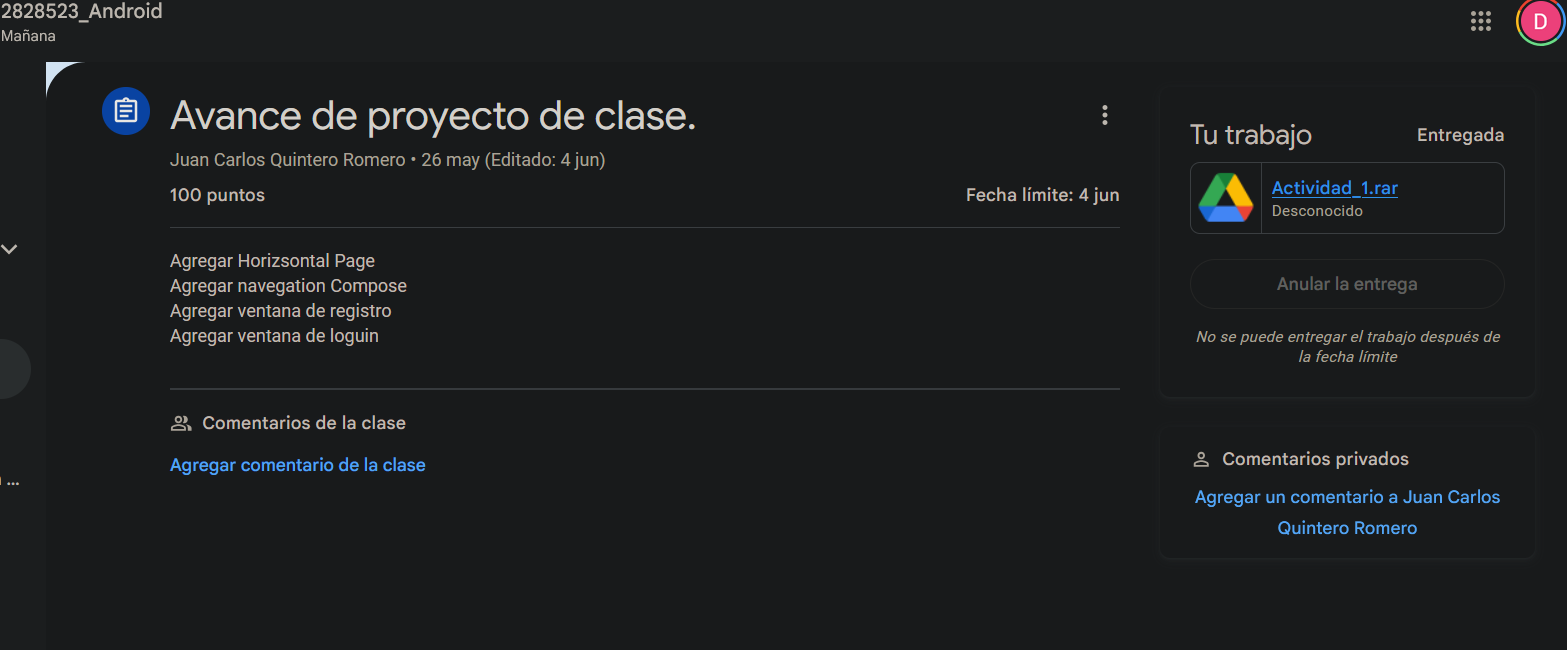 2828523_Android
Mañana
D
Avance de proyecto de clase.
Juan Carlos Quintero Romero • 26 may (Editado: 4 jun)
100 puntos
Fecha límite: 4 jun
Agregar Horizsontal Page
Agregar navegation Compose
Agregar ventana de registro
Agregar ventana de loguin
Comentarios de la clase
Agregar comentario de la clase
Tu trabajo
Entregada
Actividad_1.rar
Desconocido
Anular la entrega
No se puede entregar el trabajo después de
la fecha límite
Comentarios privados
Agregar un comentario a Juan Carlos
Quintero Romero